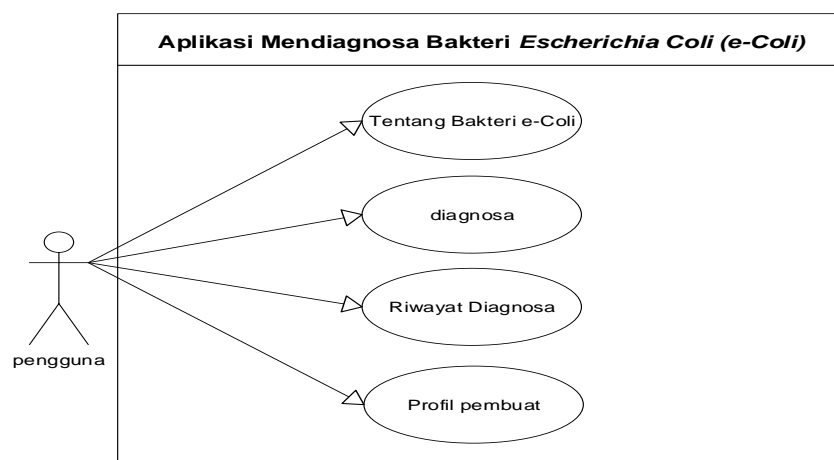 Aplikasi Mendiagnosa Bakteri Escherichia Coli (e-Coli)
Tentang Bakteri e-Coli
diagnosa
Riwayat Diagnosa
pengguna
Profil pembuat